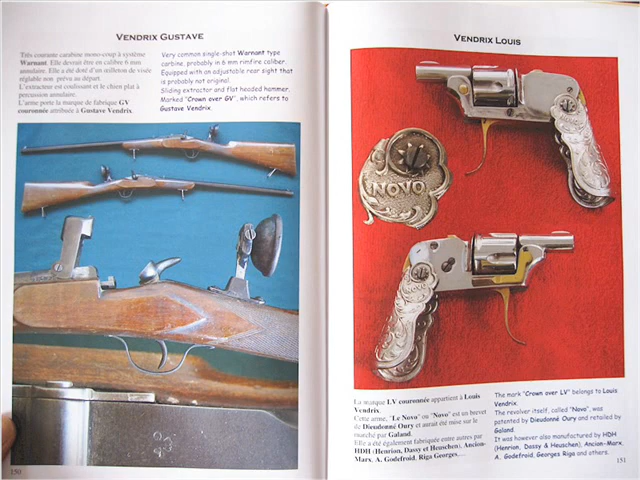 VENDRIX GUSTAVE
Très courante carabine mono-coup à système
Warnant. Elle devrait être en calibre 6 mm
annulaire. Elle a été doté d'un œilleton de visée
réglable non prévu au départ.
L'extracteur est coulissant et le chien plat à
percussion annulaire.
L'arme porte la marque de fabrique GV
couronnée attribuée à Gustave Vendrix.
Very common single-shot Warnant type
carbine, probably in 6 mm rimfire caliber.
Equipped with an adjustable rear sight that
is probably not original.
Sliding extractor and flat headed hammer.
Marked "Crown over GV", which refers to
Gustave Vendrix.
150
VENDRIX LOUIS
NOVO
NOVO
La marque LV couronnée appartient à Louis
Vendrix.
Cette arme, "Le Novo" ou "Novo" est un brevet
de Dieudonné Oury et aurait été mise sur le
marché par Galand.
Elle a été également fabriquée entre autres par
HDH (Henrion, Dassy et Heuschen), Ancion-
Marx, A. Godefroid, Riga Georges,...
The mark "Crown over LV" belongs to Louis
Vendrix.
The revolver itself, called "Novo", was
patented by Dieudonné Oury and retailed by
Galand.
It was however also manufactured by HDH
(Henrion, Dassy & Heuschen), Ancion-Marx,
A. Godefroid, Georges Riga and others.
151